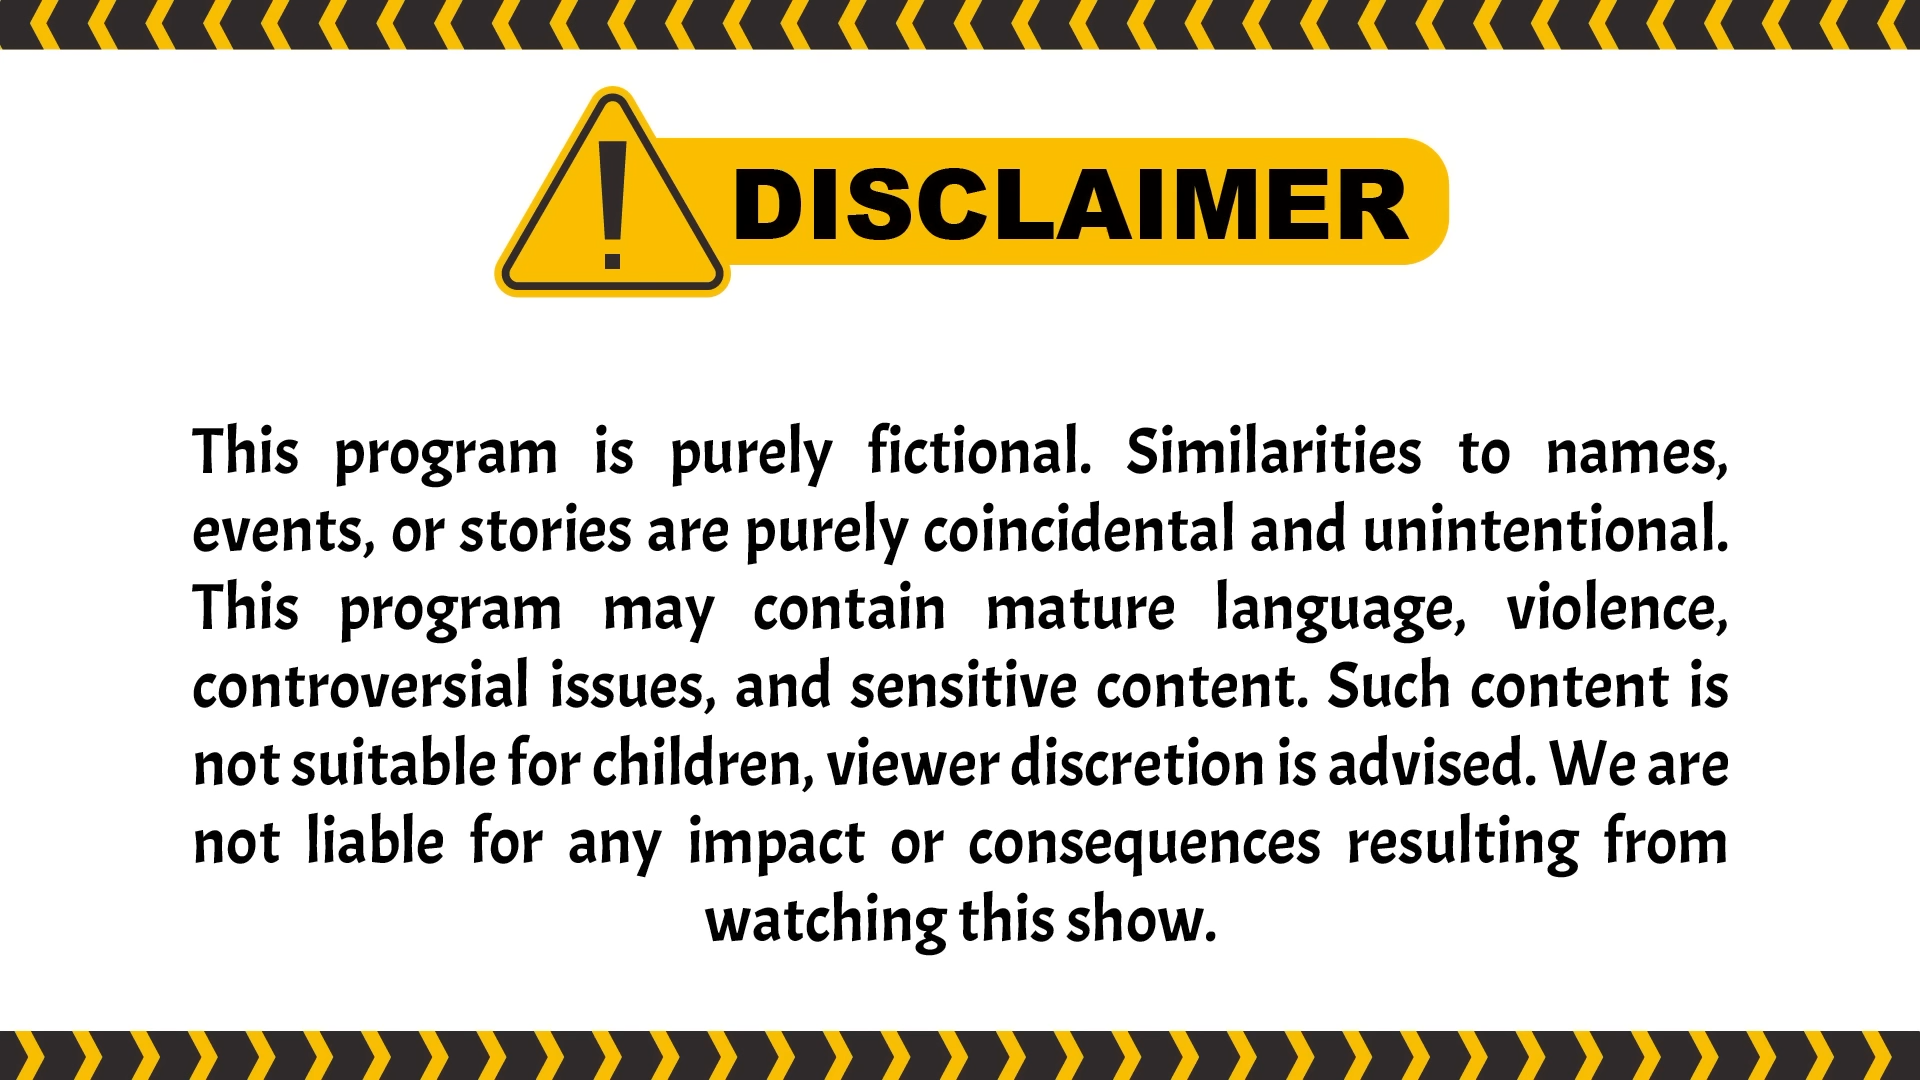 DISCLAIMER
This program is purely fictional. Similarities to names,
events, or stories are purely coincidental and unintentional.
This program may contain mature language, violence,
controversial issues, and sensitive content. Such content is
not suitable for children, viewer discretion is advised. We are
not liable for any impact or consequences resulting from
watching this show.